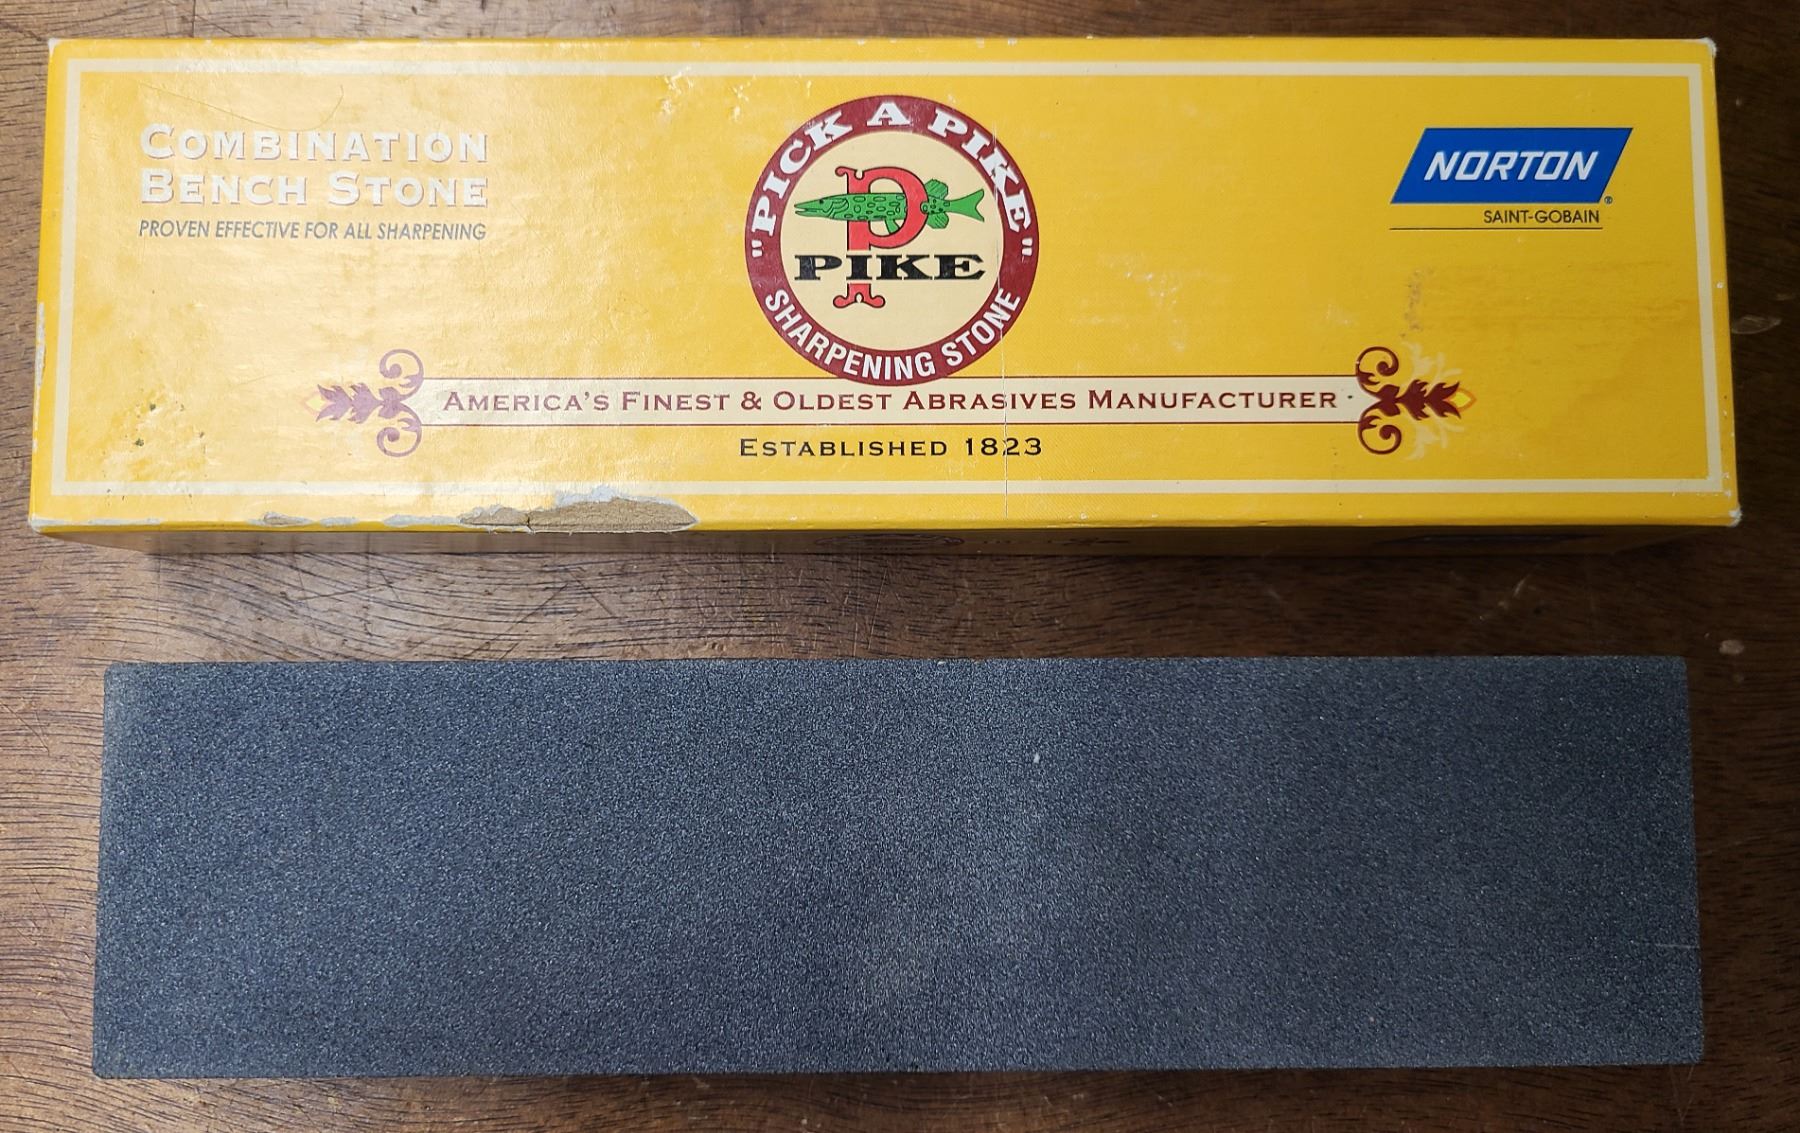 COMBINATION
BENCH STONE
PROVEN EFFECTIVE FOR ALL SHARPENING
"PICK A PIKE"
P
PIKE
SHARPENING STONE
NORTON®
SAINT-GOBAIN
AMERICA'S FINEST & OLDEST ABRASIVES MANUFACTURER
ESTABLISHED 1823